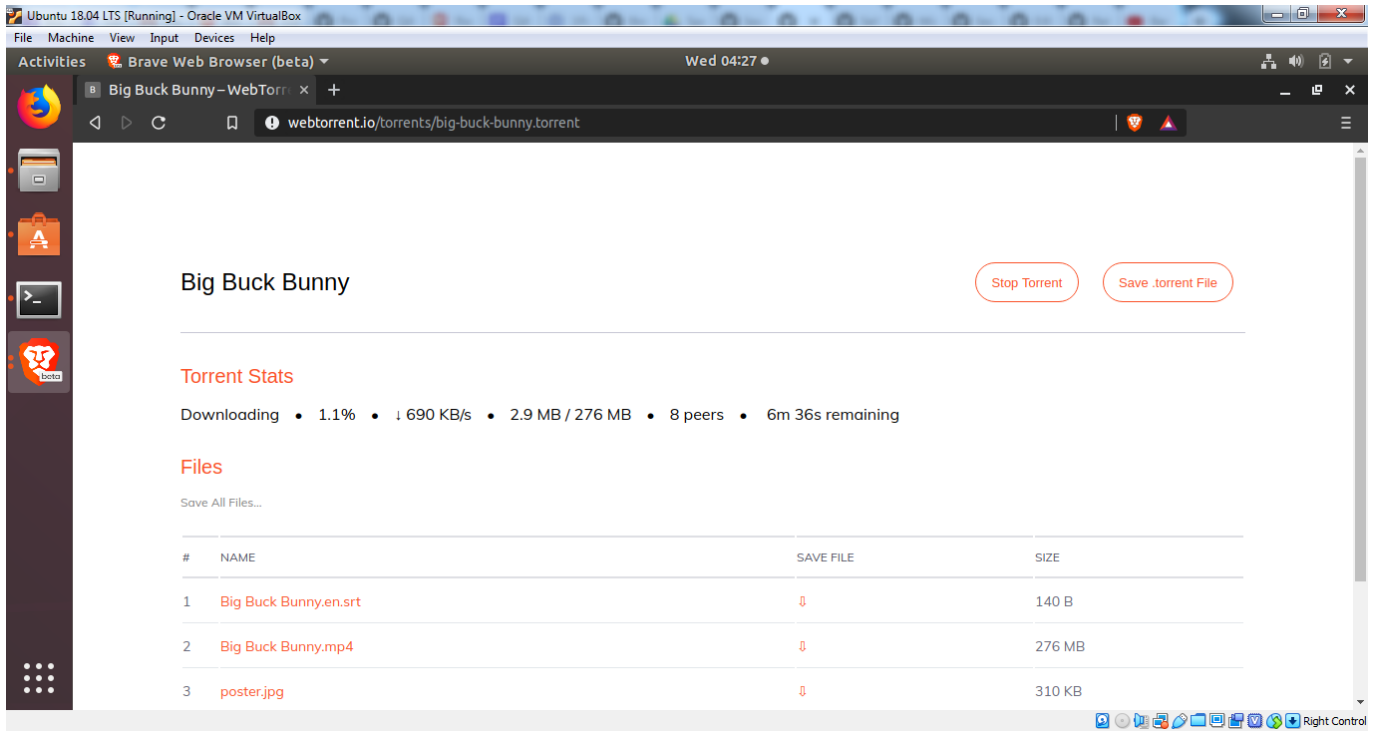 Ubuntu 18.04 LTS [Running] - Oracle VM VirtualBox
File Machine View Input Devices Help
Activities Brave Web Browser (beta) Wed 04:27
B Big Buck Bunny – WebTorr
webtorrent.io/torrents/big-buck-bunny.torrent
beta
Big Buck Bunny Stop Torrent Save .torrent File
Torrent Stats
Downloading • 1.1% • ↓ 690 KB/s • 2.9 MB / 276 MB • 8 peers • 6m 36s remaining
Files
Save All Files...
# NAME SAVE FILE SIZE
1 Big Buck Bunny.en.srt ⇩ 140 B
2 Big Buck Bunny.mp4 ⇩ 276 MB
3 poster.jpg ⇩ 310 KB
Right Control